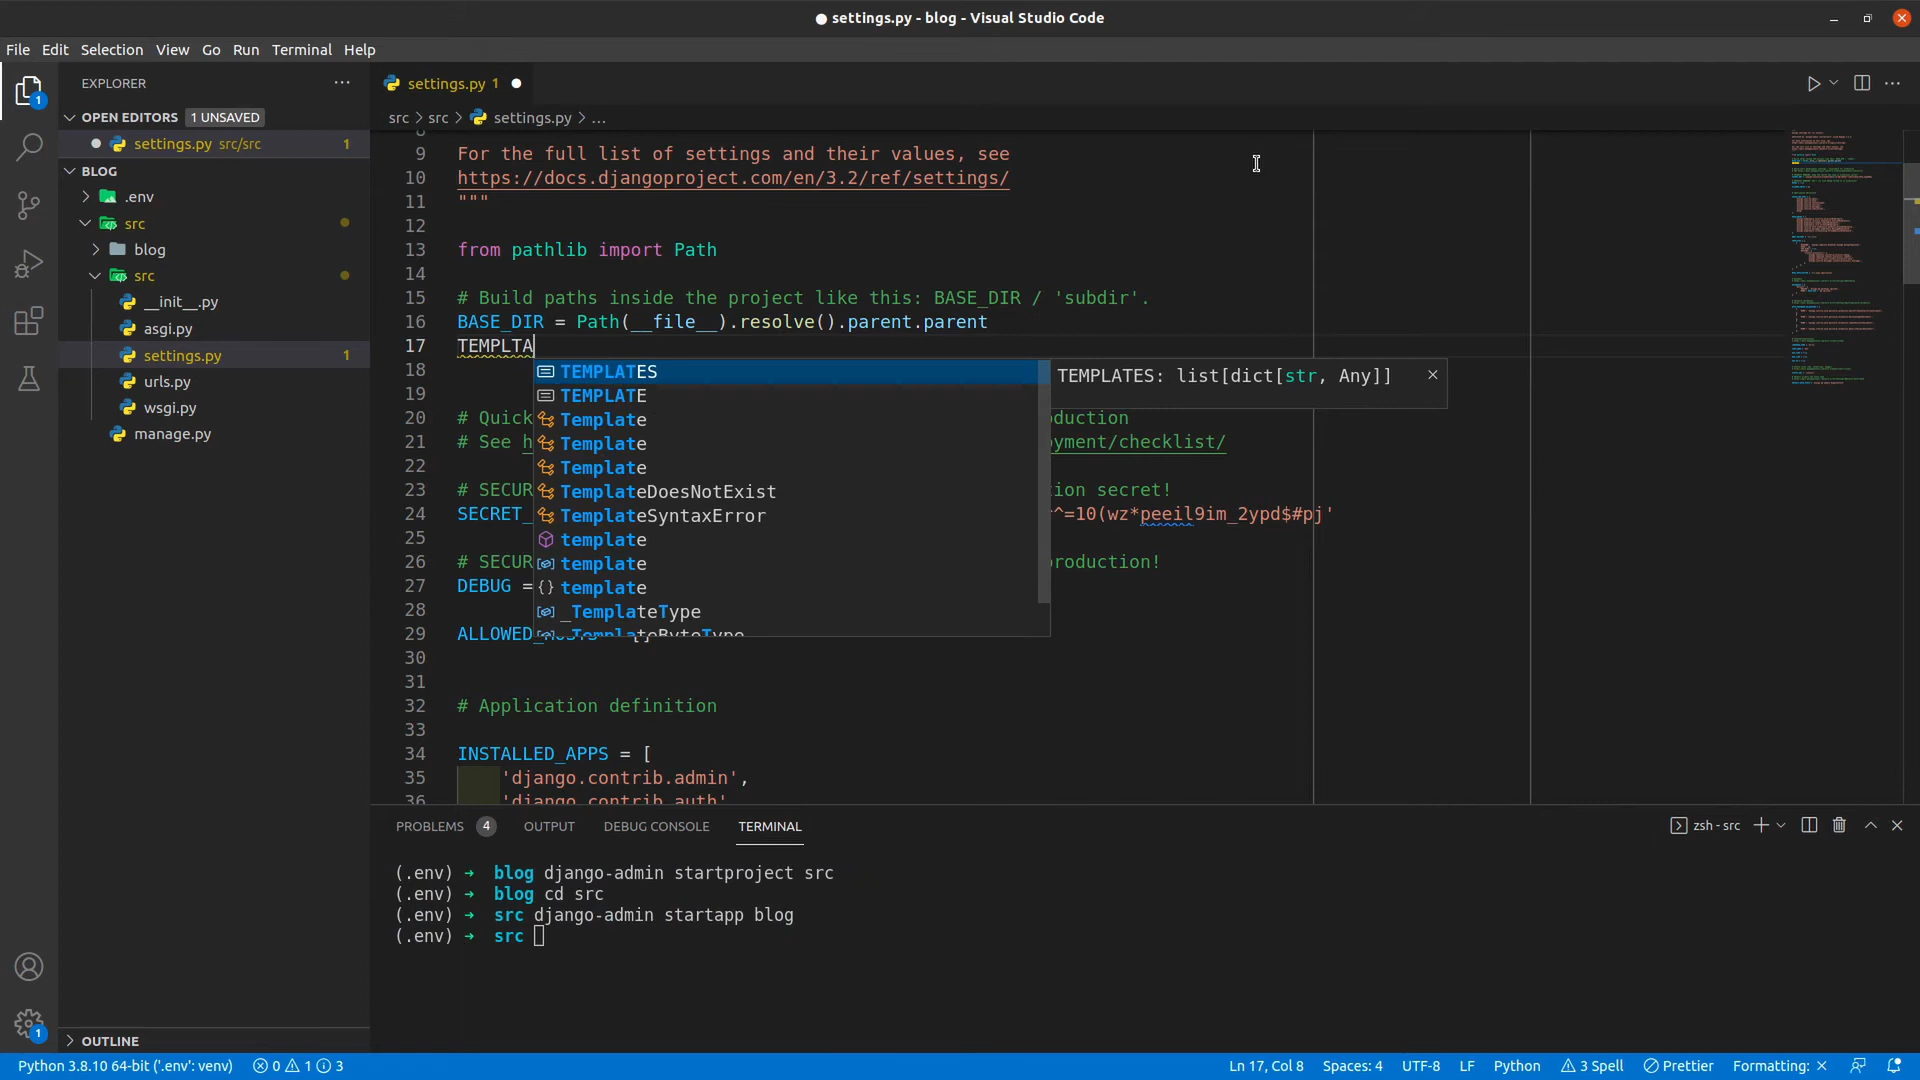 settings.py - blog - Visual Studio Code
File Edit Selection View Go Run Terminal Help
EXPLORER
OPEN EDITORS 1 UNSAVED
settings.py src/src 1
BLOG
.env
src
blog
src
__init__.py
asgi.py
settings.py 1
urls.py
wsgi.py
manage.py
OUTLINE
settings.py 1
src > src > settings.py > ...
9 For the full list of settings and their values, see
10 https://docs.djangoproject.com/en/3.2/ref/settings/
11 """
12
13 from pathlib import Path
14
15 # Build paths inside the project like this: BASE_DIR / 'subdir'.
16 BASE_DIR = Path(__file__).resolve().parent.parent
17 TEMPLTA
18
19
20 # Quick duction
21 # See h yment/checklist/
22
23 # SECUR ion secret!
24 SECRET_ ^=10(wz*peeil9im_2ypd$#pj'
25
26 # SECUR roduction!
27 DEBUG =
28
29 ALLOWED_HOSTS = []
30
31
32 # Application definition
33
34 INSTALLED_APPS = [
35 'django.contrib.admin',
36 'django.contrib.auth'
TEMPLATES
TEMPLATE
Template
Template
Template
TemplateDoesNotExist
TemplateSyntaxError
template
template
template
_TemplateType
_TemplateByteType
TEMPLATES: list[dict[str, Any]]
PROBLEMS 4 OUTPUT DEBUG CONSOLE TERMINAL
zsh - src
(.env) → blog django-admin startproject src
(.env) → blog cd src
(.env) → src django-admin startapp blog
(.env) → src
Python 3.8.10 64-bit ('.env': venv) 0 1 3
Ln 17, Col 8 Spaces: 4 UTF-8 LF Python 3 Spell Prettier Formatting: ×